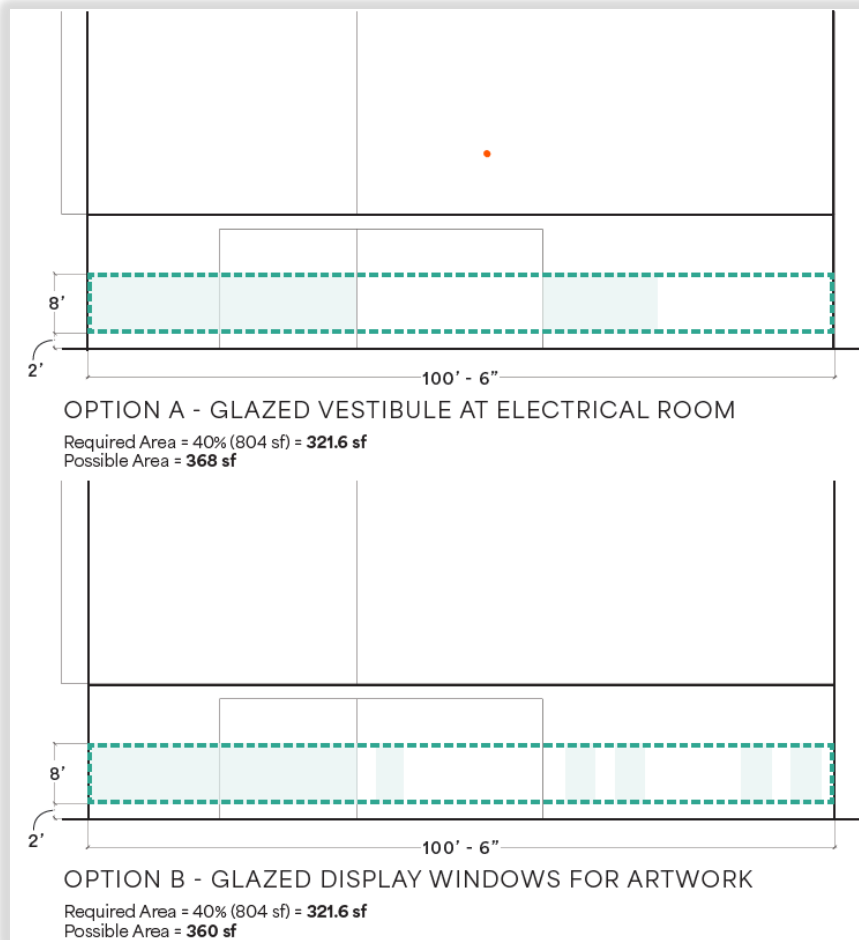 8’
2’
100’ - 6”
OPTION A - GLAZED VESTIBULE AT ELECTRICAL ROOM
Required Area = 40% (804 sf) = 321.6 sf
Possible Area = 368 sf
8’
2’
100’ - 6”
OPTION B - GLAZED DISPLAY WINDOWS FOR ARTWORK
Required Area = 40% (804 sf) = 321.6 sf
Possible Area = 360 sf